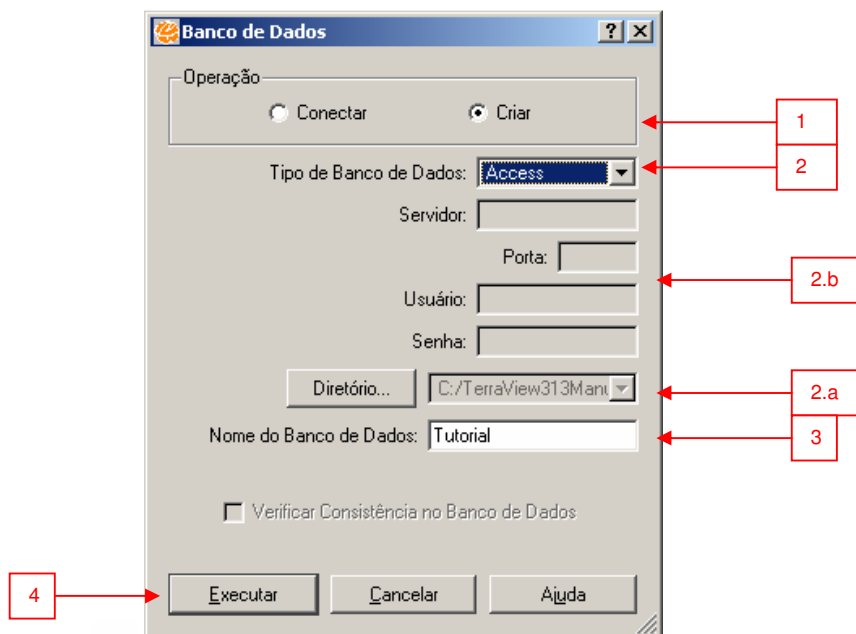 Banco de Dados
Operação
Conectar Criar
1
Tipo de Banco de Dados: Access
2
Servidor:
Porta:
2.b
Usuário:
Senha:
Diretório... C:/TerraView313Manu
2.a
Nome do Banco de Dados: Tutorial
3
Verificar Consistência no Banco de Dados
4
Executar Cancelar Ajuda